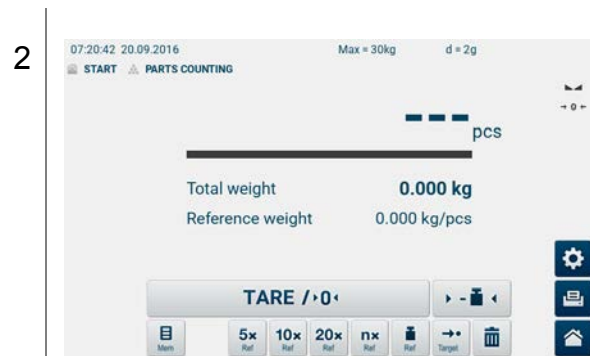 2
07:20:42 20.09.2016 Max = 30kg d = 2g
START PARTS COUNTING
→ 0 ←
--- pcs
Total weight 0.000 kg
Reference weight 0.000 kg/pcs
TARE / 0
5x 10x 20x nx
Mem Ref Ref Ref Ref Ref Target